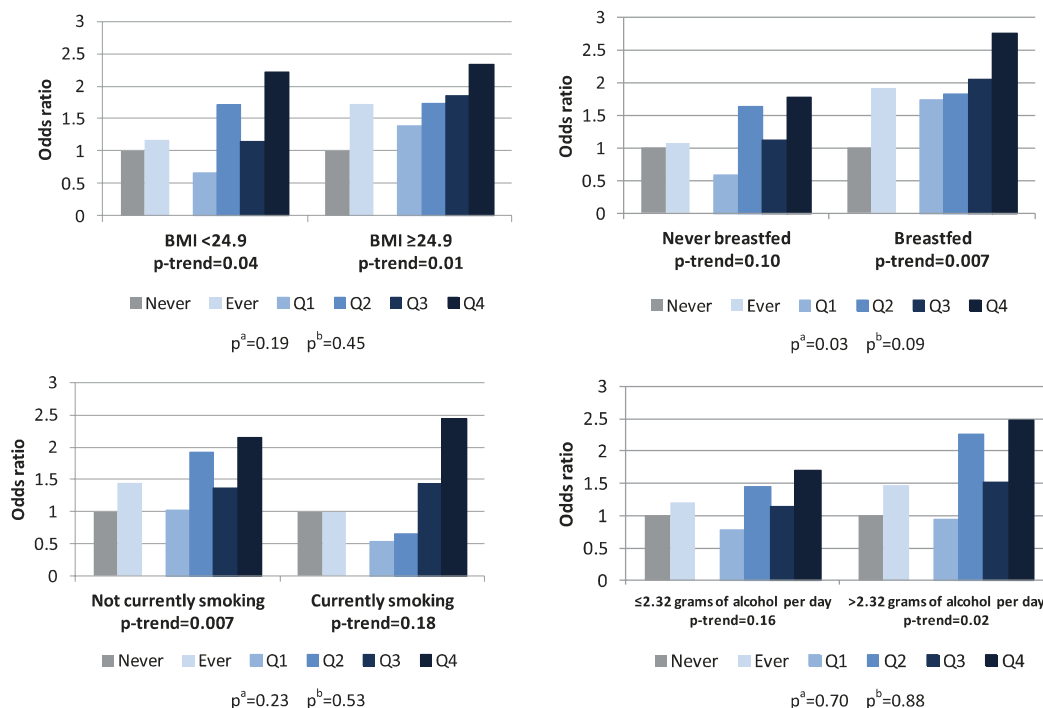 3
2.5
2
1.5
1
0.5
0
Odds ratio
BMI <24.9 BMI ≥24.9
p-trend=0.04 p-trend=0.01
Never Ever Q1 Q2 Q3 Q4
pᵃ=0.19 pᵇ=0.45
3
2.5
2
1.5
1
0.5
0
Odds ratio
Never breastfed Breastfed
p-trend=0.10 p-trend=0.007
Never Ever Q1 Q2 Q3 Q4
pᵃ=0.03 pᵇ=0.09
3
2.5
2
1.5
1
0.5
0
Odds ratio
Not currently smoking Currently smoking
p-trend=0.007 p-trend=0.18
Never Ever Q1 Q2 Q3 Q4
pᵃ=0.23 pᵇ=0.53
3
2.5
2
1.5
1
0.5
0
Odds ratio
≤2.32 grams of alcohol per day >2.32 grams of alcohol per day
p-trend=0.16 p-trend=0.02
Never Ever Q1 Q2 Q3 Q4
pᵃ=0.70 pᵇ=0.88